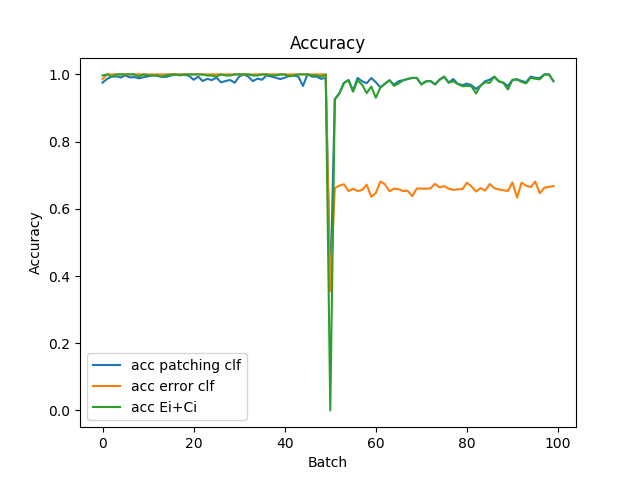 Accuracy
1.0
0.8
0.6
0.4
0.2
0.0
Accuracy
acc patching clf
acc error clf
acc Ei+Ci
0 20 40 60 80 100
Batch